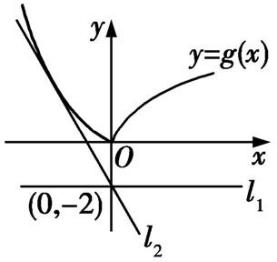 y
y=g(x)
O
x
(0,-2)
l₁
l₂